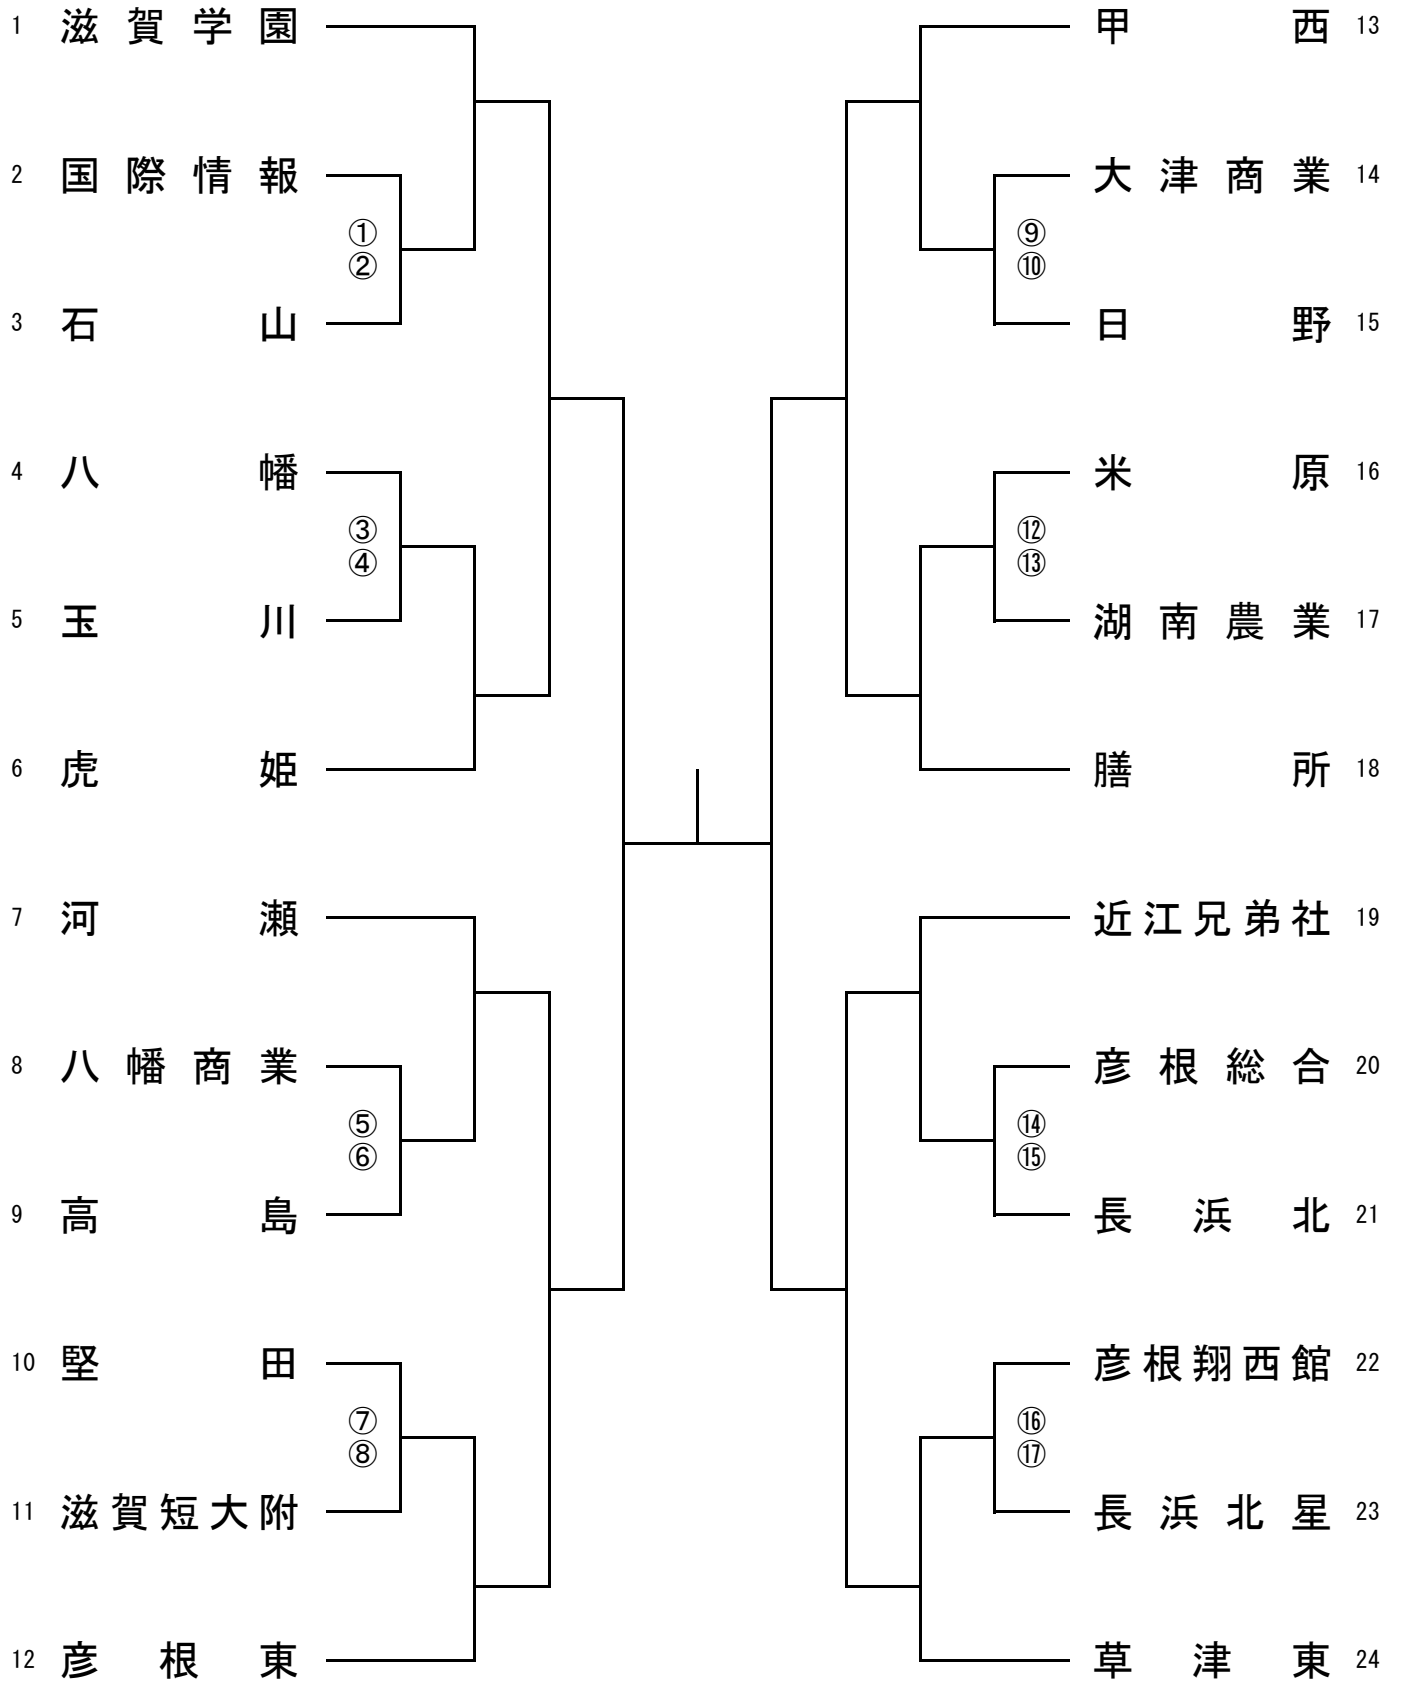 1 滋賀学園
2 国際情報
①
②
3 石山
4 八幡
③
④
5 玉川
6 虎姫
7 河瀬
8 八幡商業
⑤
⑥
9 高島
10 堅田
⑦
⑧
11 滋賀短大附
12 彦根東
甲西 13
大津商業 14
⑨
⑩
日野 15
米原 16
⑫
⑬
湖南農業 17
膳所 18
近江兄弟社 19
彦根総合 20
⑭
⑮
長浜北 21
彦根翔西館 22
⑯
⑰
長浜北星 23
草津東 24